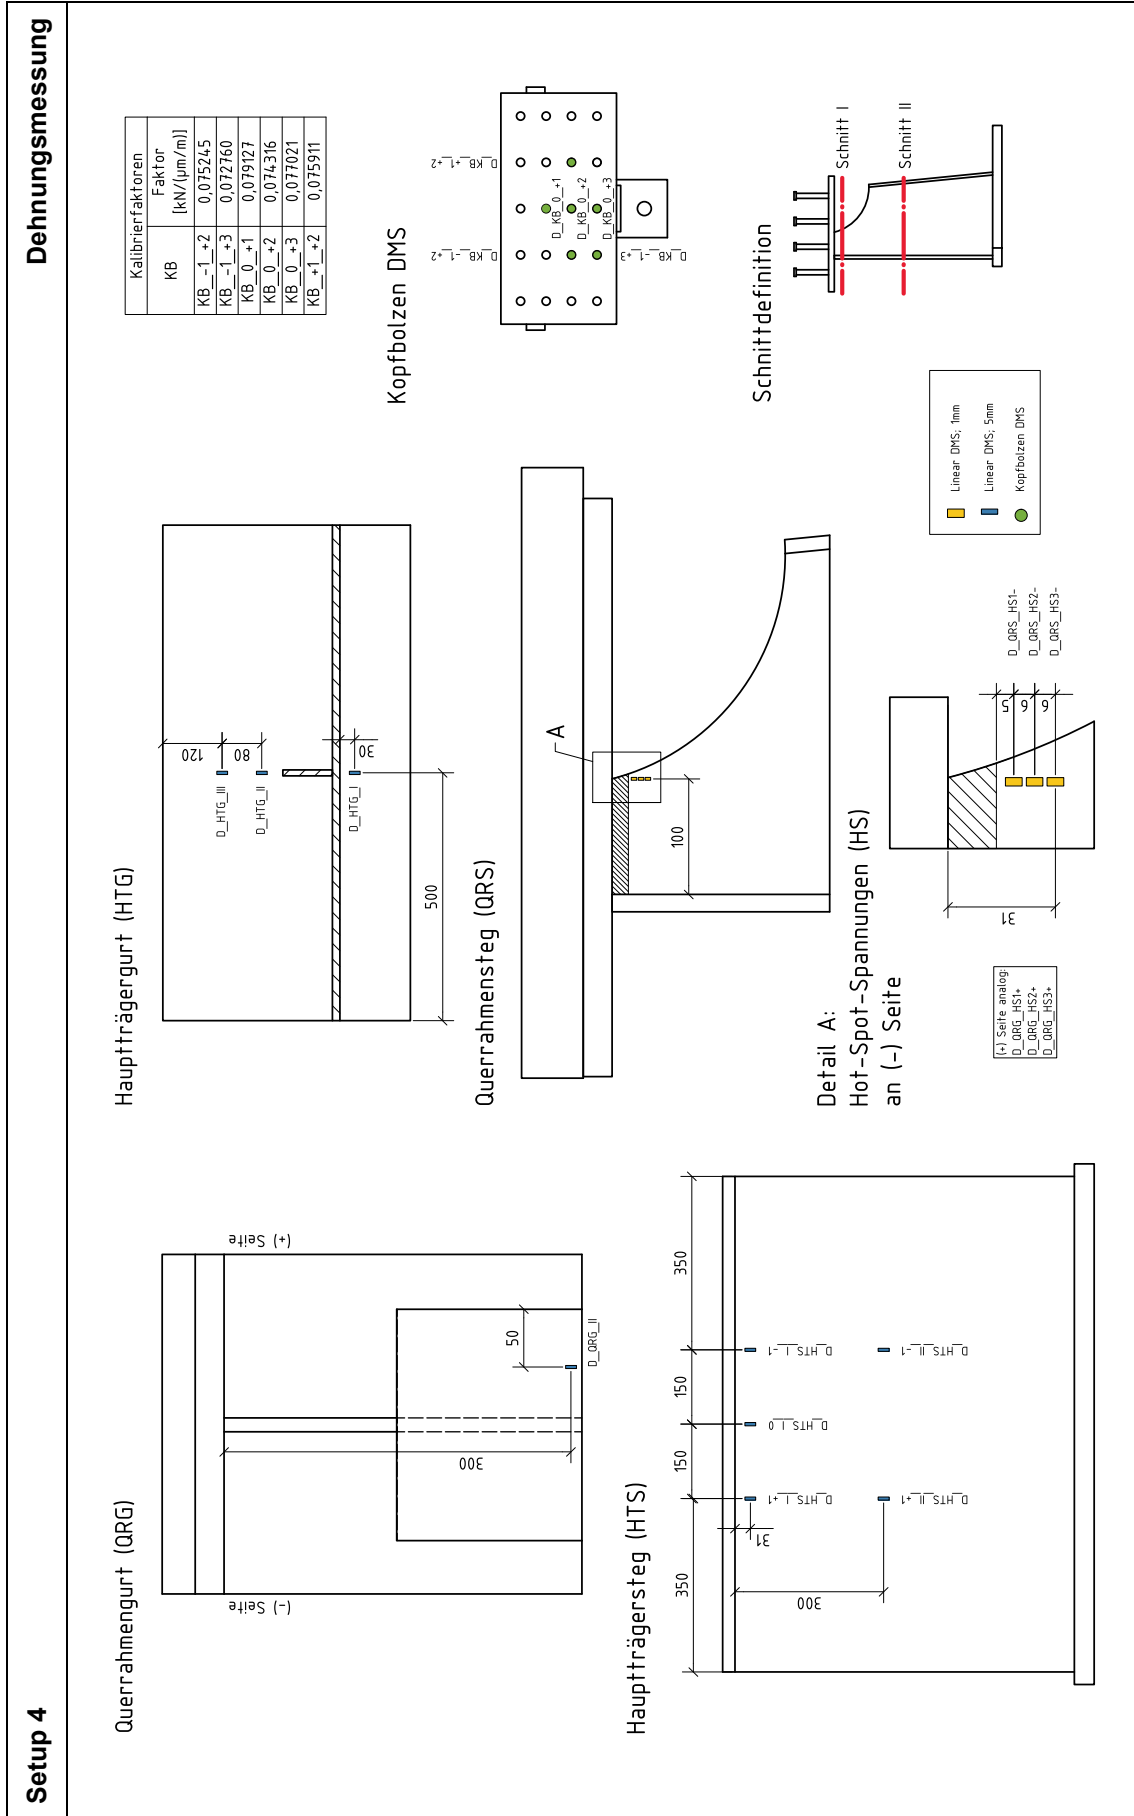 Setup 4
Dehnungsmessung
Querrahmengurt (QRG)
(-) Seite
(+) Seite
300
50
D_QRG_II
Hauptträgergurt (HTG)
500
D_HTG_III
D_HTG_II
D_HTG_I
120
80
30
Kalibrierfaktoren
KB
Faktor
[kN/(µm/m)]
KB_-1_+2 0,075245
KB_-1_+3 0,072760
KB_0_+1 0,079127
KB_0_+2 0,074316
KB_0_+3 0,077021
KB_+1_+2 0,075911
Kopfbolzen DMS
D_KB_-1_+2
D_KB_+1_+2
D_KB_0_+1
D_KB_0_+2
D_KB_0_+3
D_KB_-1_+3
Querrahmensteg (QRS)
100
A
Hauptträgersteg (HTS)
350
150
150
350
31
300
D_HTS_I_+1
D_HTS_I_0
D_HTS_I_-1
D_HTS_II_+1
D_HTS_II_-1
Detail A:
Hot-Spot-Spannungen (HS)
an (-) Seite
(+) Seite analog:
D_QRG_HS1+
D_QRG_HS2+
D_QRG_HS3+
31
5
6
6
D_QRS_HS1-
D_QRS_HS2-
D_QRS_HS3-
Schnittdefinition
Schnitt I
Schnitt II
Linear DMS; 1mm
Linear DMS; 5mm
Kopfbolzen DMS